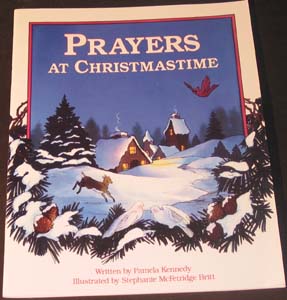 PRAYERS
AT CHRISTMASTIME
Written by Pamela Kennedy
Illustrated by Stephanie McFetridge Britt